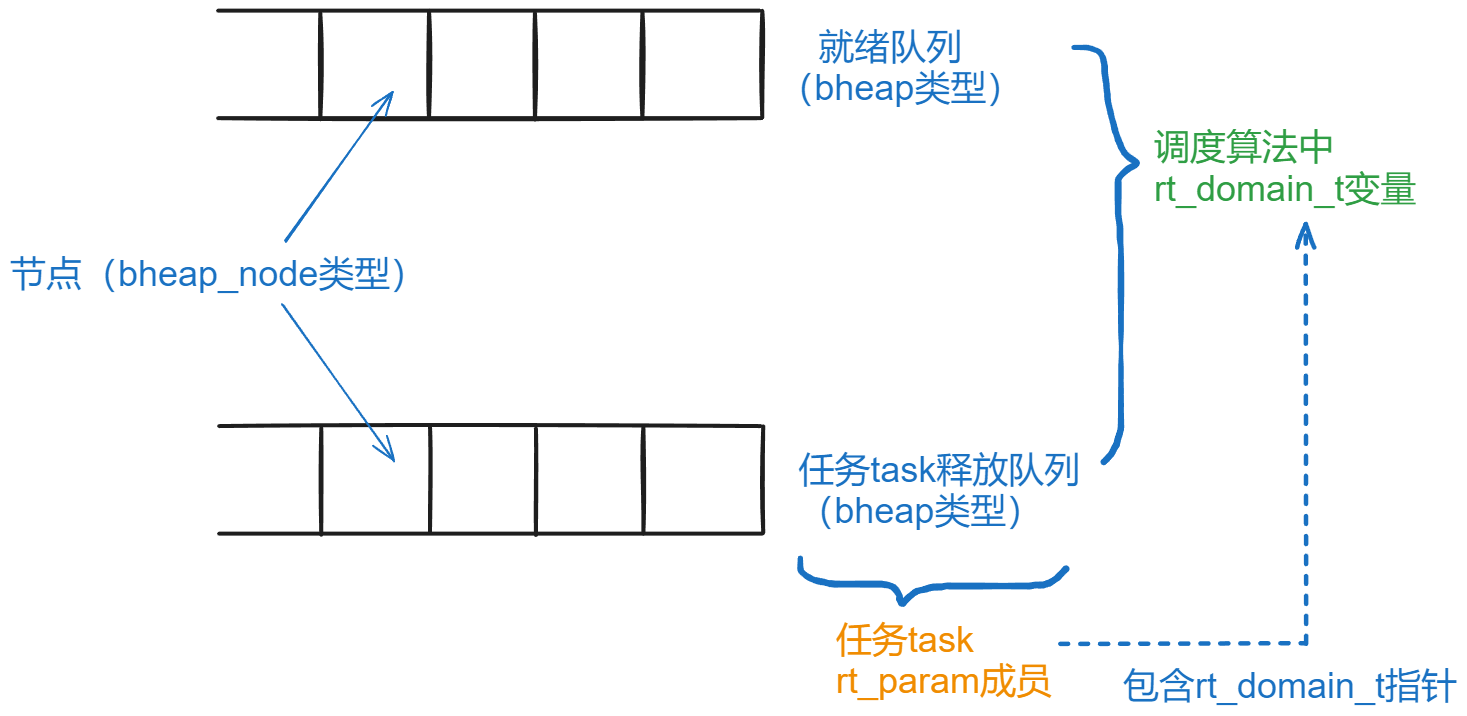 就绪队列
（bheap类型）
调度算法中
rt_domain_t变量
节点（bheap_node类型）
任务task释放队列
（bheap类型）
任务task
rt_param成员
包含rt_domain_t指针